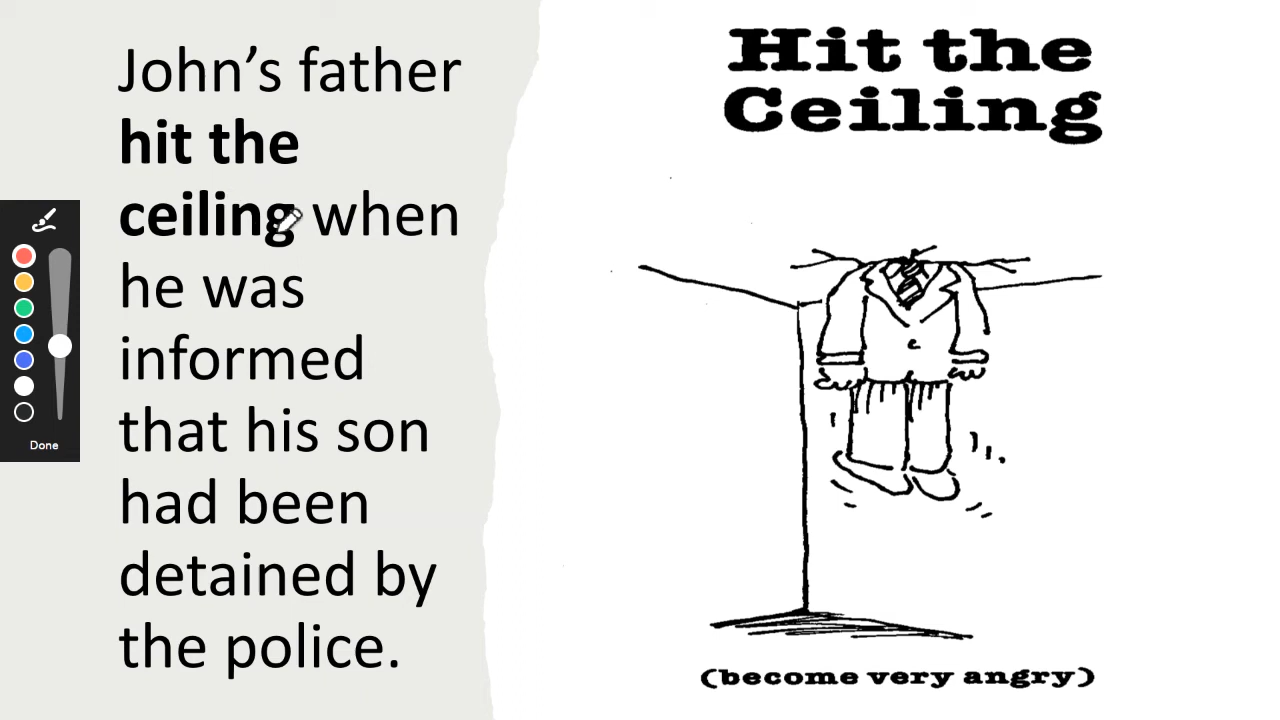 John’s father
hit the
ceiling when
he was
informed
that his son
had been
detained by
the police.
Hit the
Ceiling
(become very angry)
Done